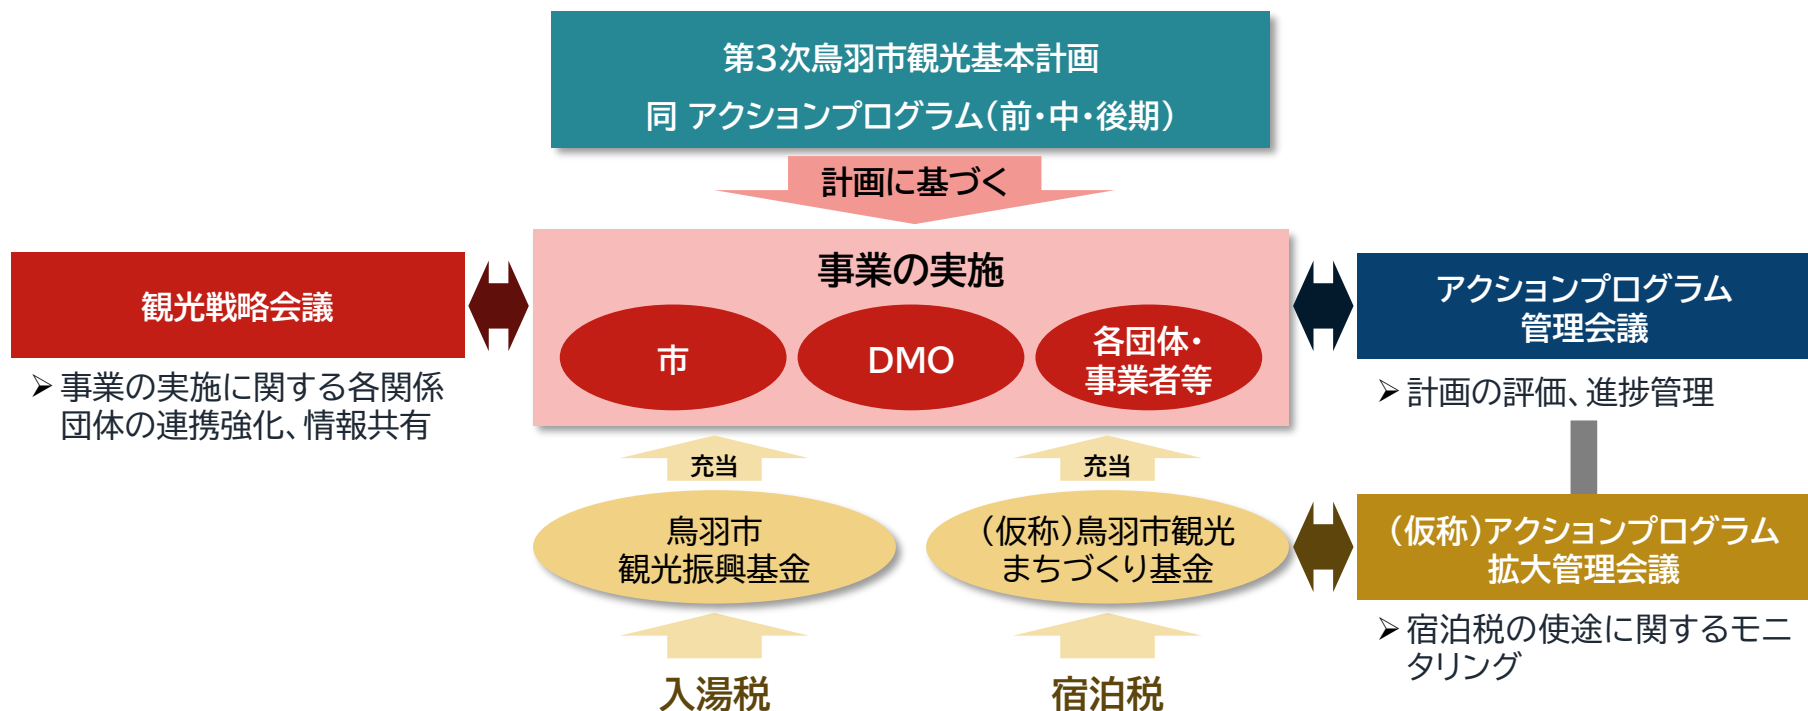 第3次鳥羽市観光基本計画
同 アクションプログラム（前・中・後期）
計画に基づく
事業の実施
市
DMO
各団体・
事業者等
観光戦略会議
➢ 事業の実施に関する各関係
団体の連携強化、情報共有
アクションプログラム
管理会議
➢ 計画の評価、進捗管理
充当
充当
鳥羽市
観光振興基金
（仮称）鳥羽市観光
まちづくり基金
（仮称）アクションプログラム
拡大管理会議
➢ 宿泊税の使途に関するモニ
タリング
入湯税
宿泊税